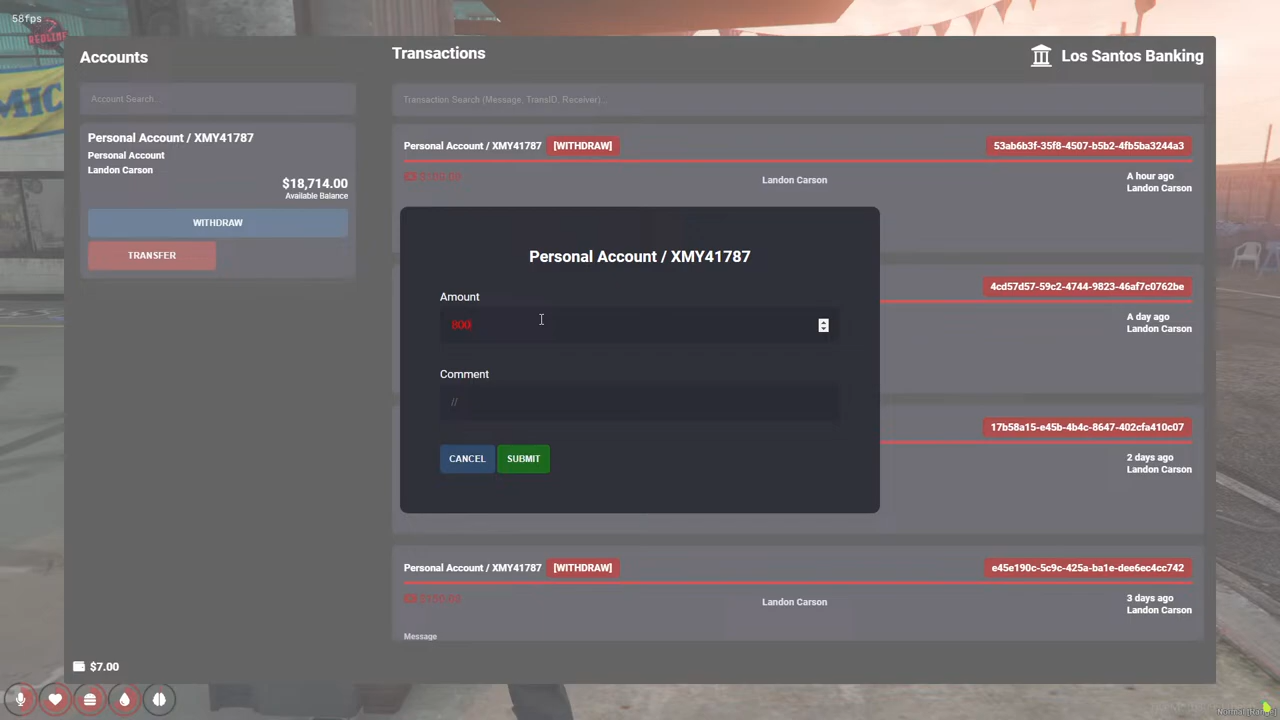 58fps
REDLINE
MIC
Accounts
Transactions
Los Santos Banking
Account Search...
Transaction Search (Message, TransID, Receiver)...
Personal Account / XMY41787
Personal Account
Landon Carson
$18,714.00
Available Balance
WITHDRAW
TRANSFER
Personal Account / XMY41787 [WITHDRAW]
53ab6b3f-35f8-4507-b5b2-4fb5ba3244a3
Landon Carson
A hour ago
Landon Carson
4cd57d57-59c2-4744-9823-46af7c0762be
A day ago
Landon Carson
17b58a15-e45b-4b4c-8647-402cfa410c07
2 days ago
Landon Carson
Personal Account / XMY41787 [WITHDRAW]
e45e190c-5c9c-425a-ba1e-dee6ec4cc742
Landon Carson
3 days ago
Landon Carson
Message
Personal Account / XMY41787
Amount
800
Comment
//
CANCEL
SUBMIT
$7.00